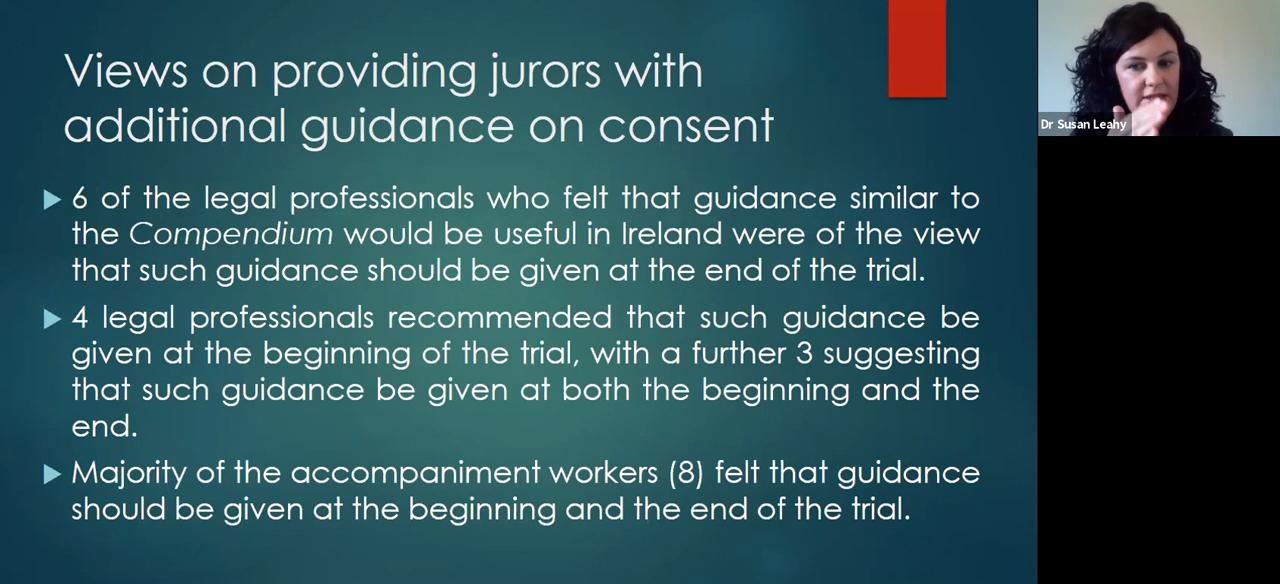 Views on providing jurors with
additional guidance on consent
6 of the legal professionals who felt that guidance similar to
the Compendium would be useful in Ireland were of the view
that such guidance should be given at the end of the trial.
4 legal professionals recommended that such guidance be
given at the beginning of the trial, with a further 3 suggesting
that such guidance be given at both the beginning and the
end.
Majority of the accompaniment workers (8) felt that guidance
should be given at the beginning and the end of the trial.
Dr Susan Leahy